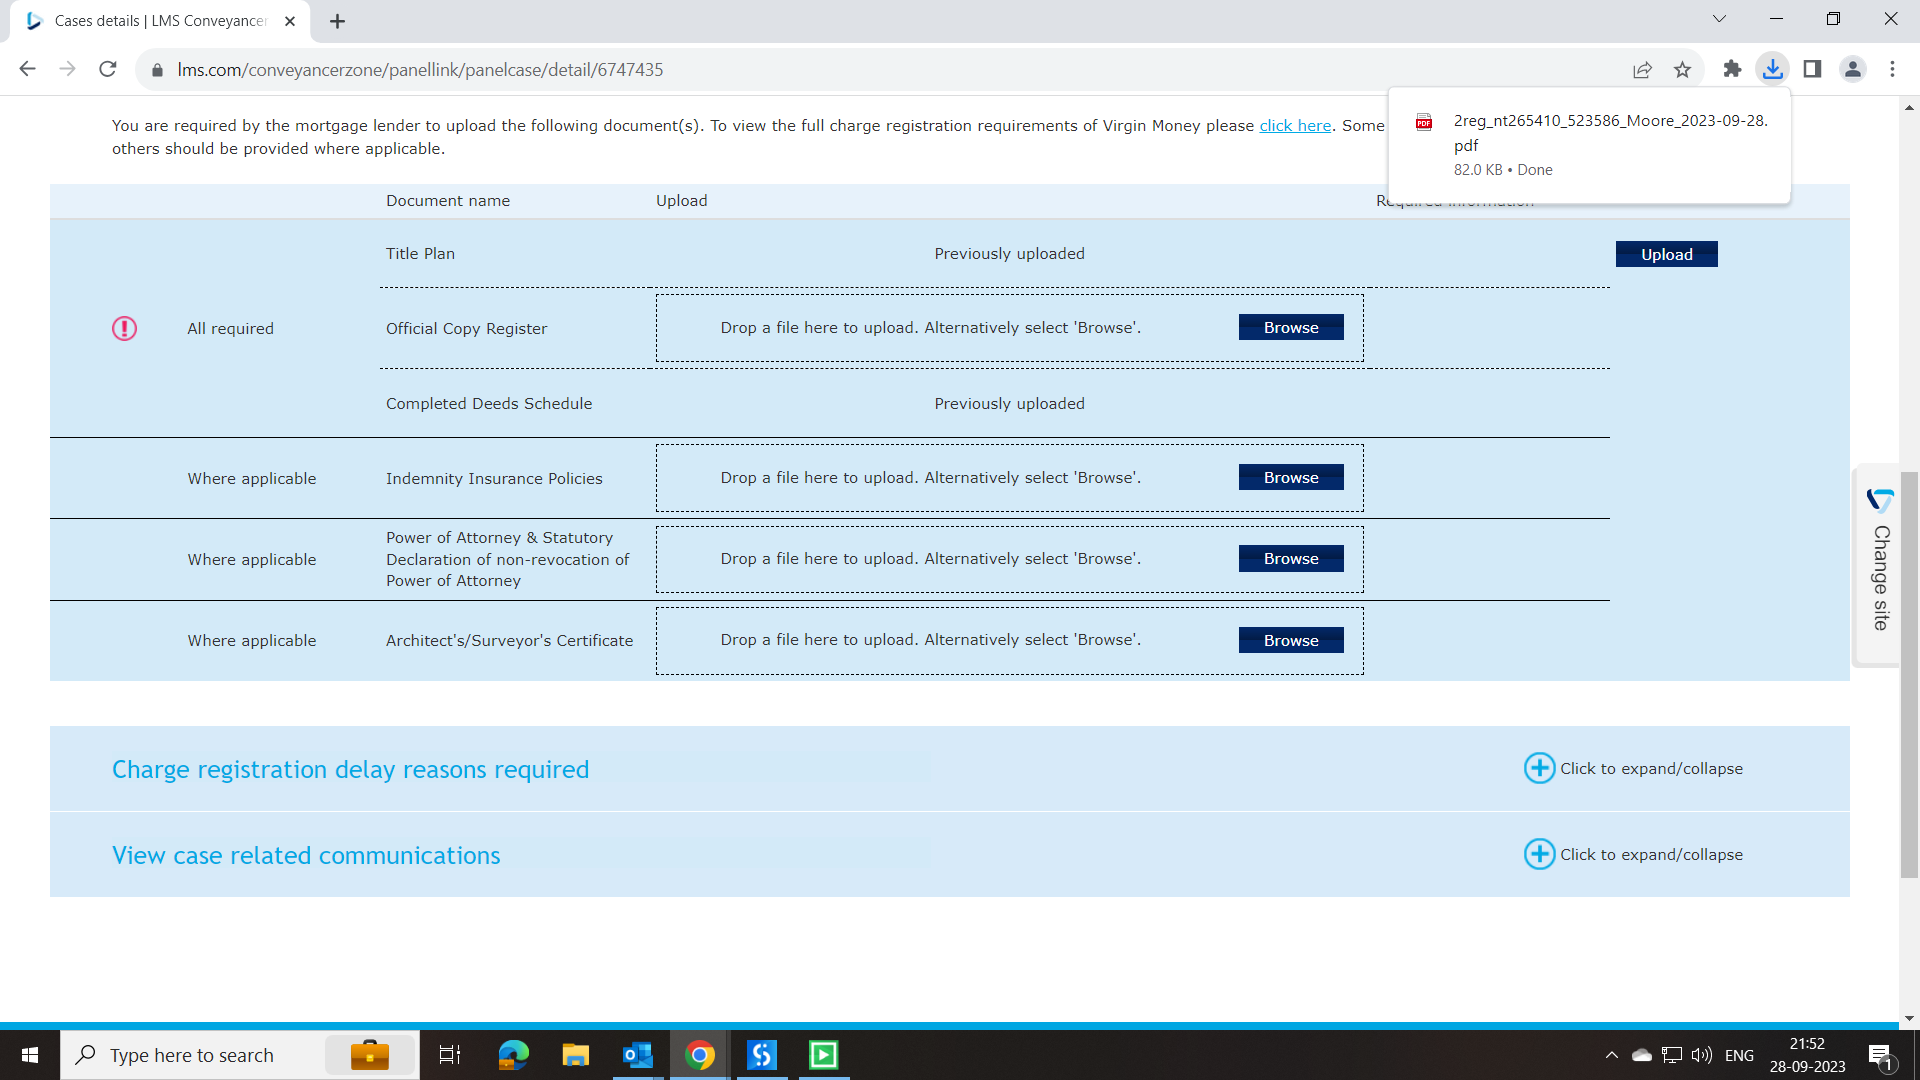 Cases details | LMS Conveyancer
lms.com/conveyancerzone/panellink/panelcase/detail/6747435
2reg_nt265410_523586_Moore_2023-09-28.
pdf
82.0 KB • Done
You are required by the mortgage lender to upload the following document(s). To view the full charge registration requirements of Virgin Money please click here. Some
others should be provided where applicable.
Document name Upload Required information
Title Plan Previously uploaded Upload
All required Official Copy Register Drop a file here to upload. Alternatively select 'Browse'. Browse
Completed Deeds Schedule Previously uploaded
Where applicable Indemnity Insurance Policies Drop a file here to upload. Alternatively select 'Browse'. Browse
Where applicable Power of Attorney & Statutory
Declaration of non-revocation of
Power of Attorney Drop a file here to upload. Alternatively select 'Browse'. Browse
Where applicable Architect's/Surveyor's Certificate Drop a file here to upload. Alternatively select 'Browse'. Browse
Change site
Charge registration delay reasons required Click to expand/collapse
View case related communications Click to expand/collapse
Type here to search
ENG
21:52
28-09-2023
1